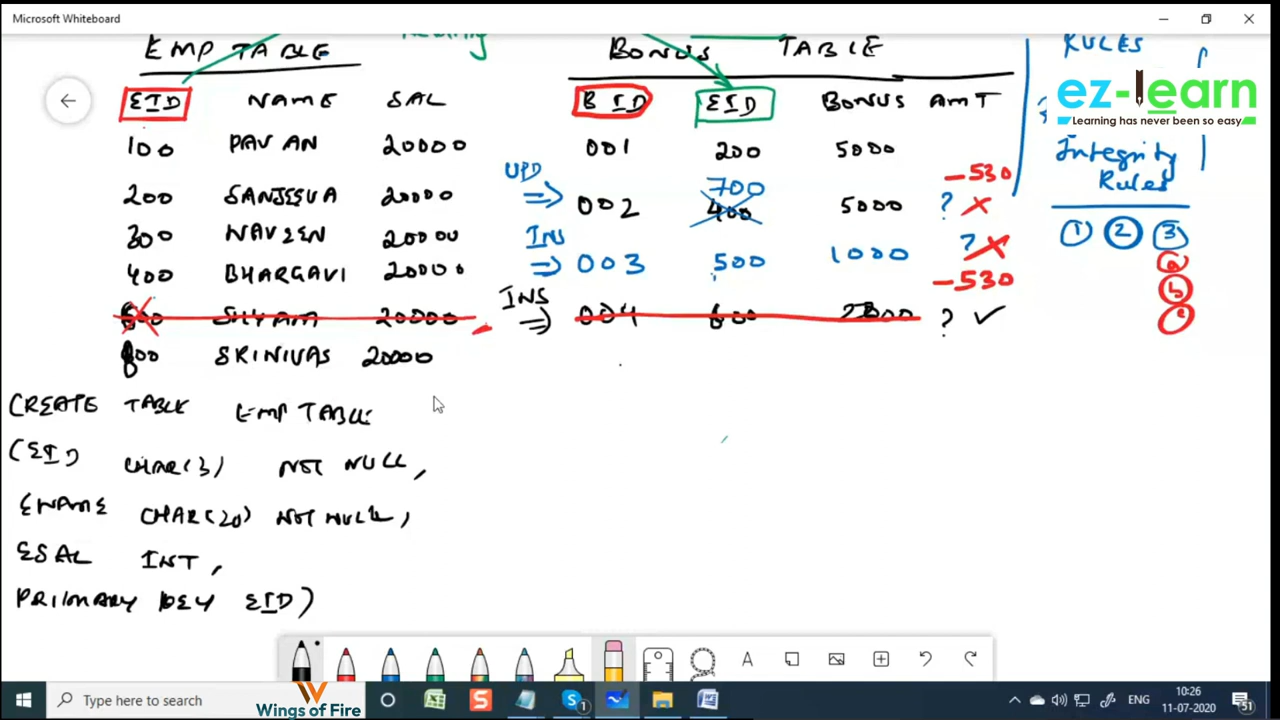 Microsoft Whiteboard
EMP TABLE
BONUS TABLE
RULES
ez-learn
Learning has never been so easy.
EID NAME SAL
B ID EID BONUS AMT
100 PAVAN 20000
001 200 5000
Integrity
Rules
200 SANJEEVA 20000
UPD
⇒ 002 700 400 5000 ? × -530
① ② ③
300 NAVEEN 20000
400 BHARGAVI 20000
INS
⇒ 003 500 1000 ? × -530
ⓐ
ⓑ
SHYAM 20000
INS
⇒ 004 600 ? ✓
SRINIVAS 20000
CREATE TABLE EMP TABLE
(EID CHAR(3) NOT NULL,
ENAME CHAR(20) NOT NULL,
ESAL INT,
PRIMARY KEY EID)
Type here to search
Wings of Fire
ENG
10:26
11-07-2020
51